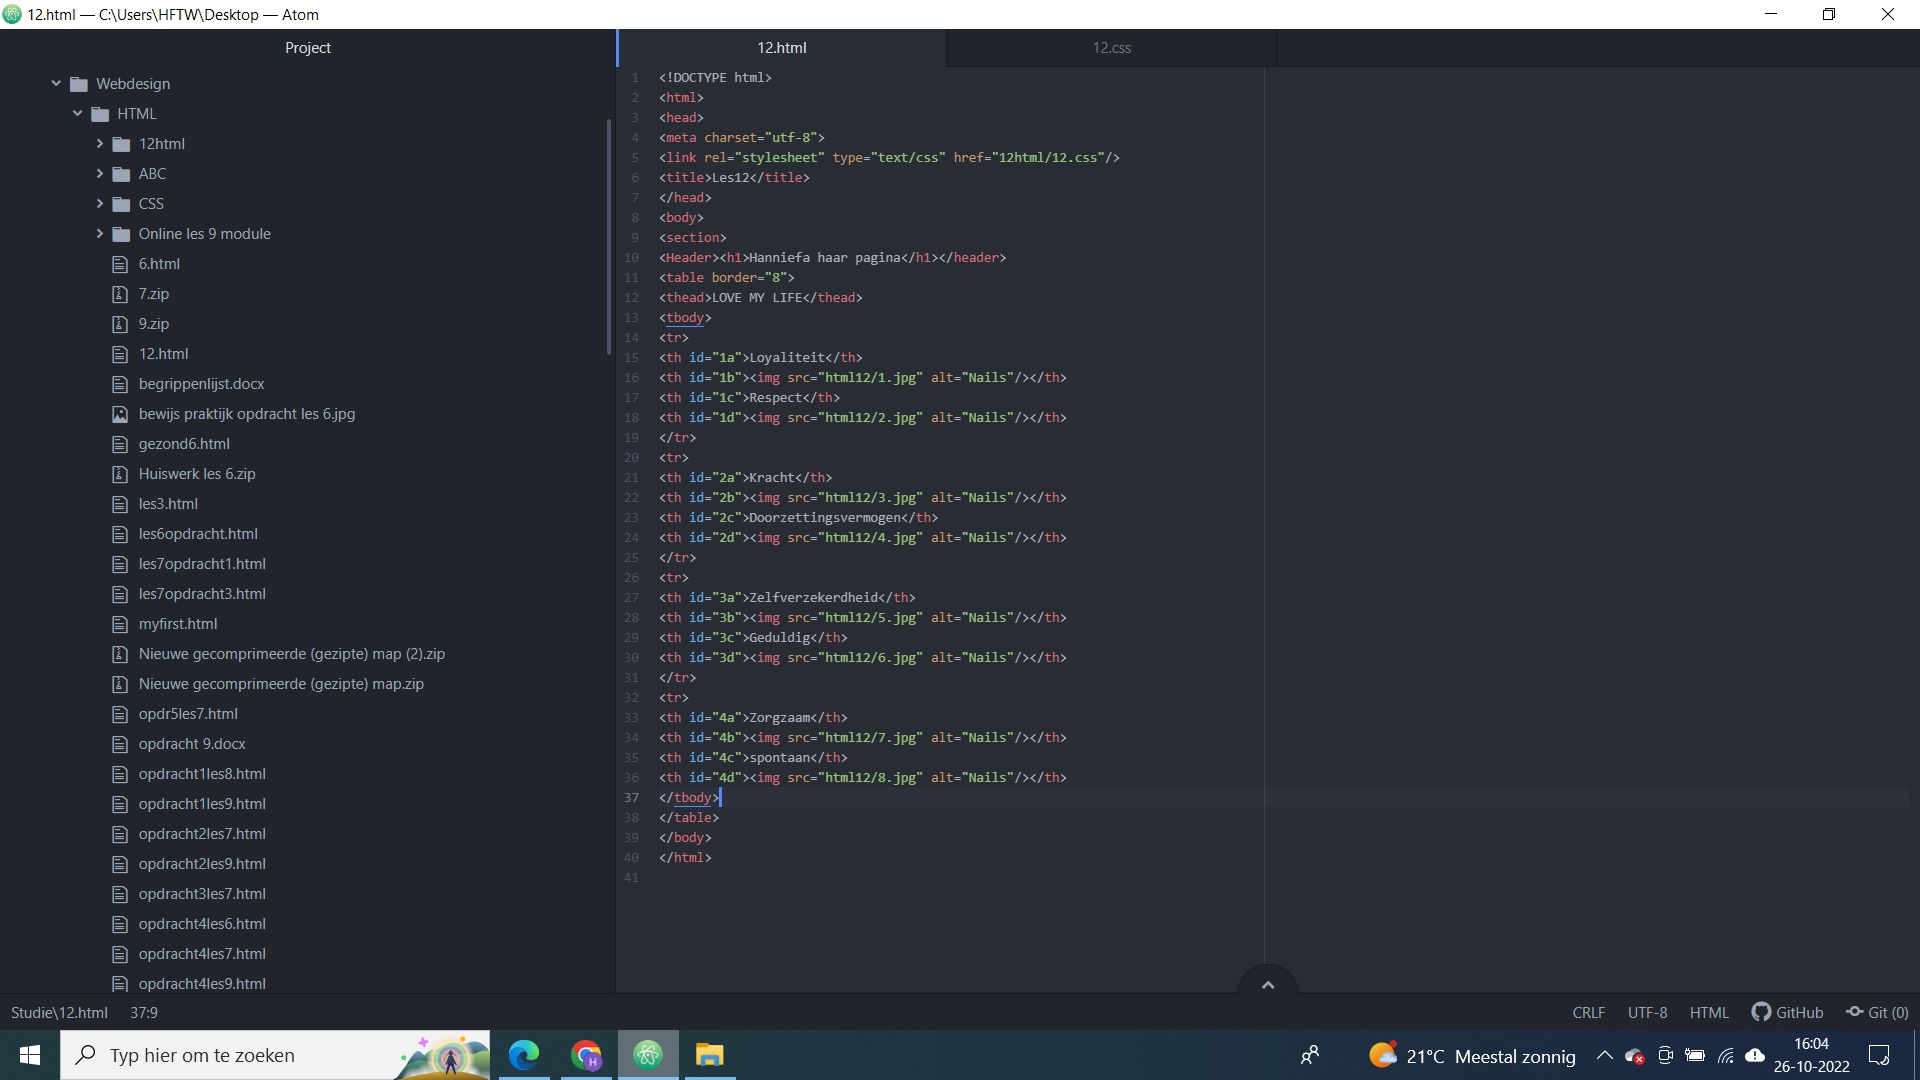 12.html — C:\Users\HFTW\Desktop — Atom
Project
Webdesign
HTML
12html
ABC
CSS
Online les 9 module
6.html
7.zip
9.zip
12.html
begrippenlijst.docx
bewijs praktijk opdracht les 6.jpg
gezond6.html
Huiswerk les 6.zip
les3.html
les6opdracht.html
les7opdracht1.html
les7opdracht3.html
myfirst.html
Nieuwe gecomprimeerde (gezipte) map (2).zip
Nieuwe gecomprimeerde (gezipte) map.zip
opdr5les7.html
opdracht 9.docx
opdracht1les8.html
opdracht1les9.html
opdracht2les7.html
opdracht2les9.html
opdracht3les7.html
opdracht4les6.html
opdracht4les7.html
opdracht4les9.html
12.html
12.css
1 <!DOCTYPE html>
2 <html>
3 <head>
4 <meta charset="utf-8">
5 <link rel="stylesheet" type="text/css" href="12html/12.css"/>
6 <title>Les12</title>
7 </head>
8 <body>
9 <section>
10 <Header><h1>Hanniefa haar pagina</h1></header>
11 <table border="8">
12 <thead>LOVE MY LIFE</thead>
13 <tbody>
14 <tr>
15 <th id="1a">Loyaliteit</th>
16 <th id="1b"><img src="html12/1.jpg" alt="Nails"/></th>
17 <th id="1c">Respect</th>
18 <th id="1d"><img src="html12/2.jpg" alt="Nails"/></th>
19 </tr>
20 <tr>
21 <th id="2a">Kracht</th>
22 <th id="2b"><img src="html12/3.jpg" alt="Nails"/></th>
23 <th id="2c">Doorzettingsvermogen</th>
24 <th id="2d"><img src="html12/4.jpg" alt="Nails"/></th>
25 </tr>
26 <tr>
27 <th id="3a">Zelfverzekerdheid</th>
28 <th id="3b"><img src="html12/5.jpg" alt="Nails"/></th>
29 <th id="3c">Geduldig</th>
30 <th id="3d"><img src="html12/6.jpg" alt="Nails"/></th>
31 </tr>
32 <tr>
33 <th id="4a">Zorgzaam</th>
34 <th id="4b"><img src="html12/7.jpg" alt="Nails"/></th>
35 <th id="4c">spontaan</th>
36 <th id="4d"><img src="html12/8.jpg" alt="Nails"/></th>
37 </tbody>
38 </table>
39 </body>
40 </html>
41
Studie\12.html 37:9
CRLF UTF-8 HTML GitHub Git (0)
Typ hier om te zoeken
H
21°C Meestal zonnig
16:04
26-10-2022